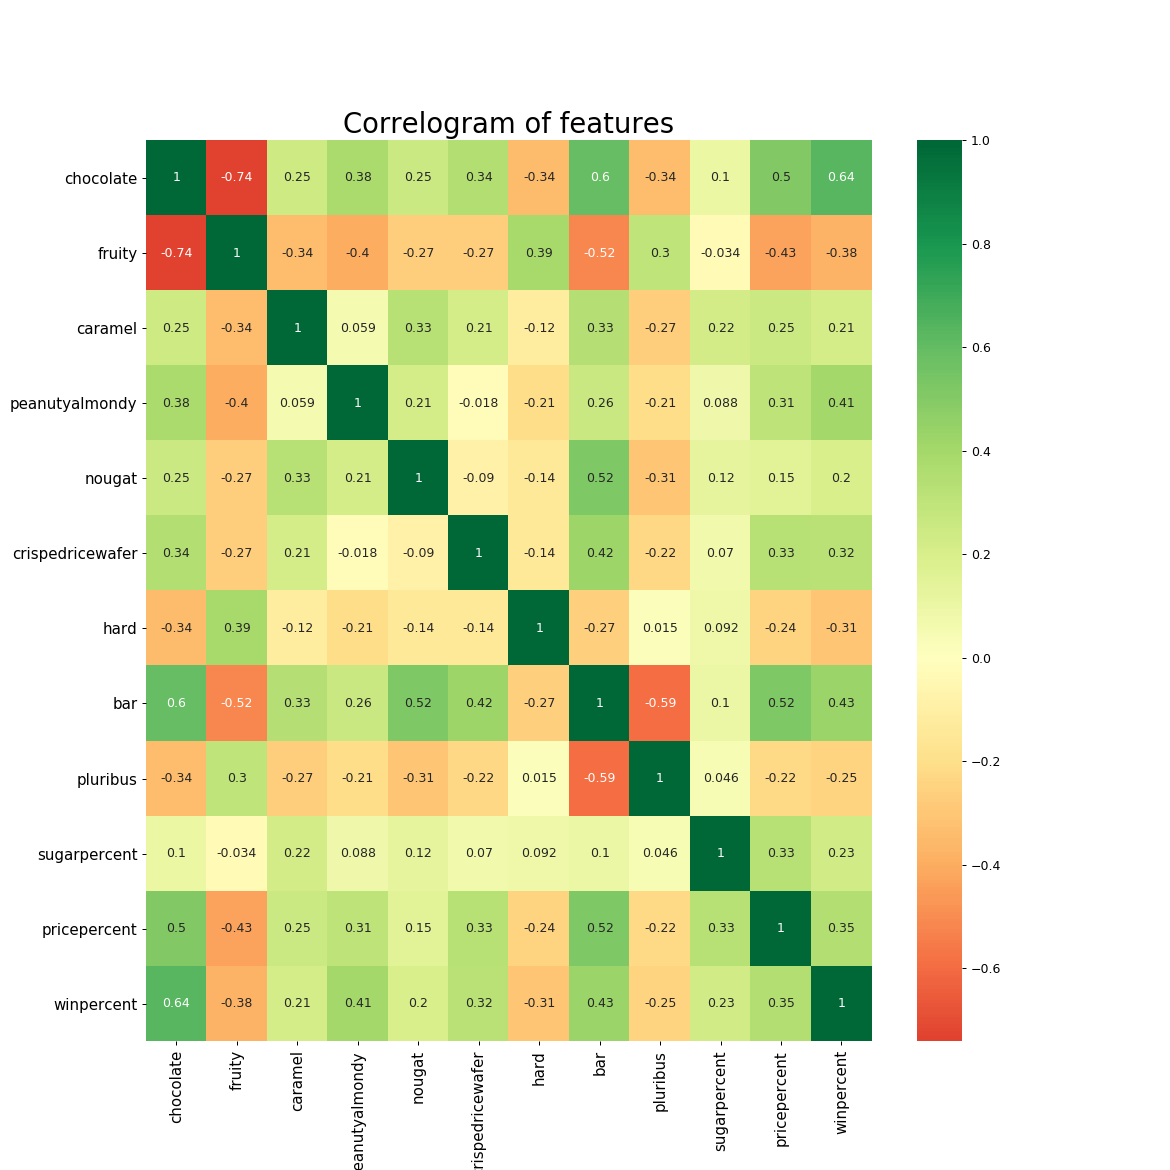 Correlogram of features
chocolate 1 -0.74 0.25 0.38 0.25 0.34 -0.34 0.6 -0.34 0.1 0.5 0.64
fruity -0.74 1 -0.34 -0.4 -0.27 -0.27 0.39 -0.52 0.3 -0.034 -0.43 -0.38
caramel 0.25 -0.34 1 0.059 0.33 0.21 -0.12 0.33 -0.27 0.22 0.25 0.21
peanutyalmondy 0.38 -0.4 0.059 1 0.21 -0.018 -0.21 0.26 -0.21 0.088 0.31 0.41
nougat 0.25 -0.27 0.33 0.21 1 -0.09 -0.14 0.52 -0.31 0.12 0.15 0.2
crispedricewafer 0.34 -0.27 0.21 -0.018 -0.09 1 -0.14 0.42 -0.22 0.07 0.33 0.32
hard -0.34 0.39 -0.12 -0.21 -0.14 -0.14 1 -0.27 0.015 0.092 -0.24 -0.31
bar 0.6 -0.52 0.33 0.26 0.52 0.42 -0.27 1 -0.59 0.1 0.52 0.43
pluribus -0.34 0.3 -0.27 -0.21 -0.31 -0.22 0.015 -0.59 1 0.046 -0.22 -0.25
sugarpercent 0.1 -0.034 0.22 0.088 0.12 0.07 0.092 0.1 0.046 1 0.33 0.23
pricepercent 0.5 -0.43 0.25 0.31 0.15 0.33 -0.24 0.52 -0.22 0.33 1 0.35
winpercent 0.64 -0.38 0.21 0.41 0.2 0.32 -0.31 0.43 -0.25 0.23 0.35 1
chocolate
fruity
caramel
eanutyalmondy
nougat
rispedricewafer
hard
bar
pluribus
sugarpercent
pricepercent
winpercent
1.0
0.8
0.6
0.4
0.2
0.0
−0.2
−0.4
−0.6